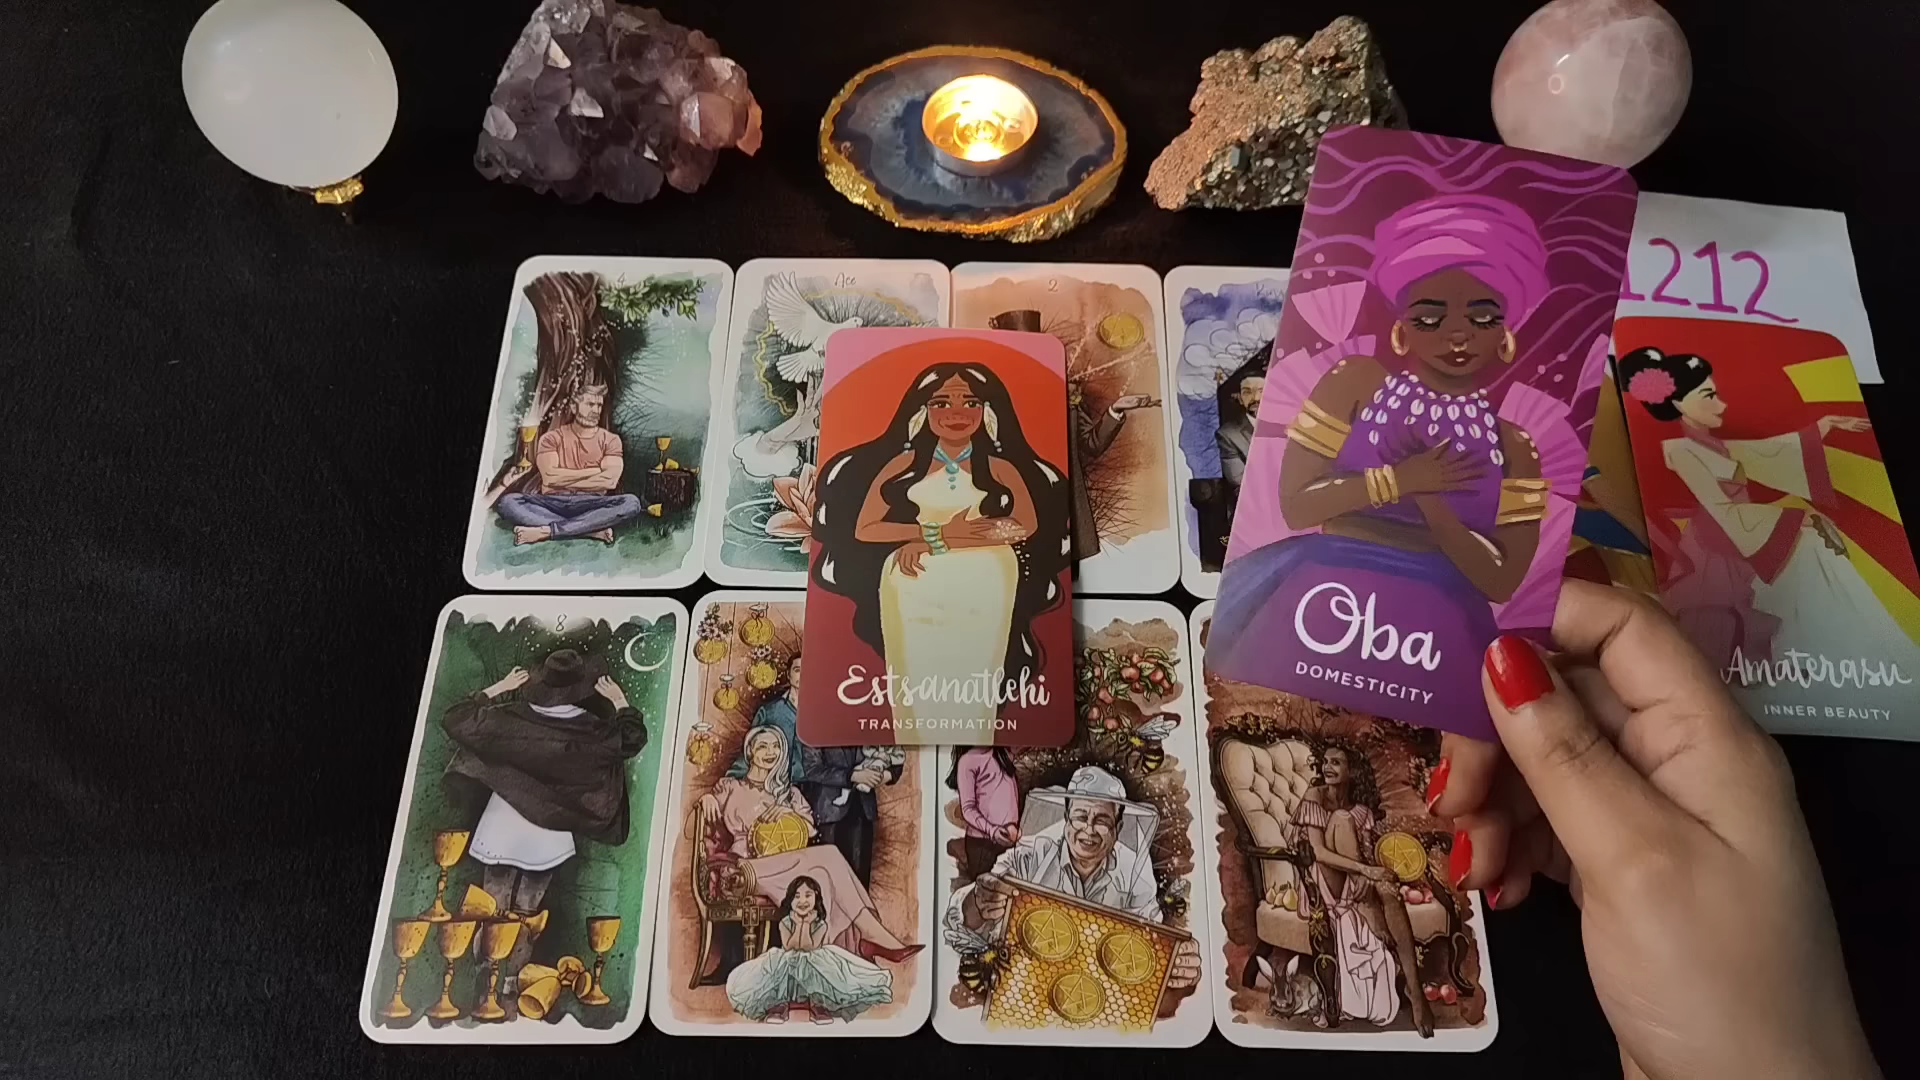 4
Ace
2
1212
8
Estsanatlehi
TRANSFORMATION
Oba
DOMESTICITY
Amaterasu
INNER BEAUTY